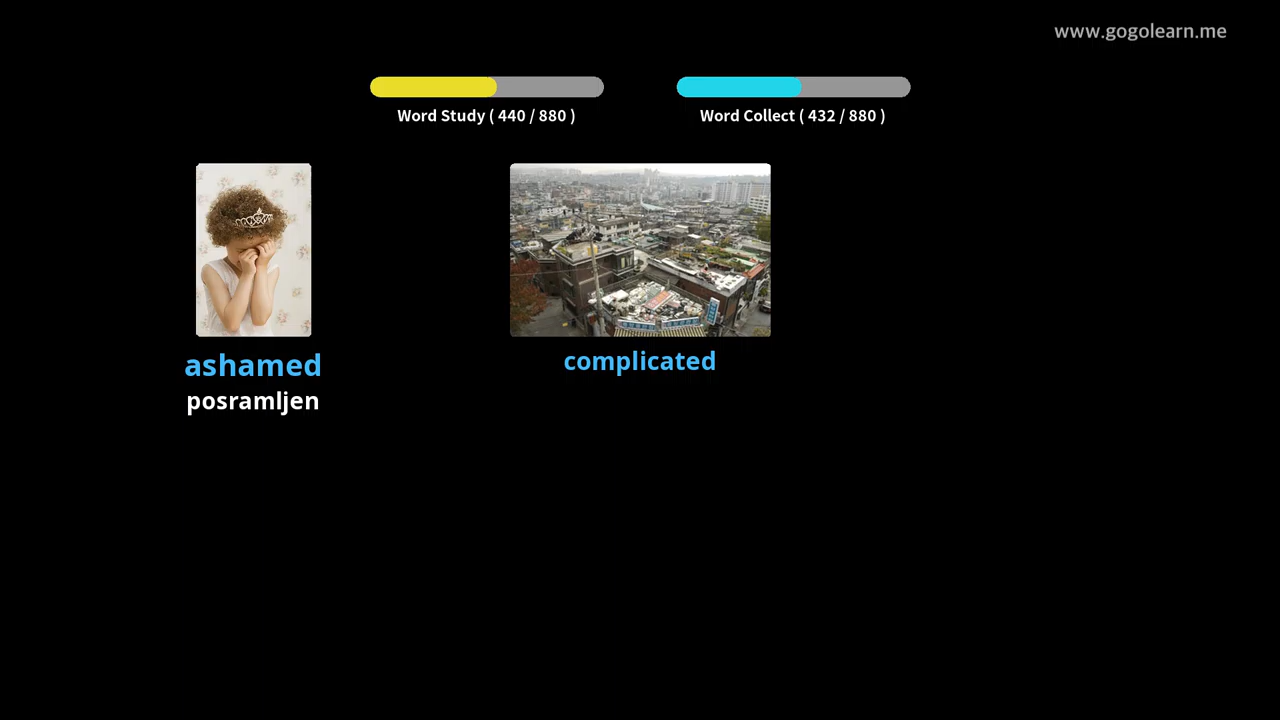 www.gogolearn.me
Word Study ( 440 / 880 )
Word Collect ( 432 / 880 )
ashamed
posramljen
complicated